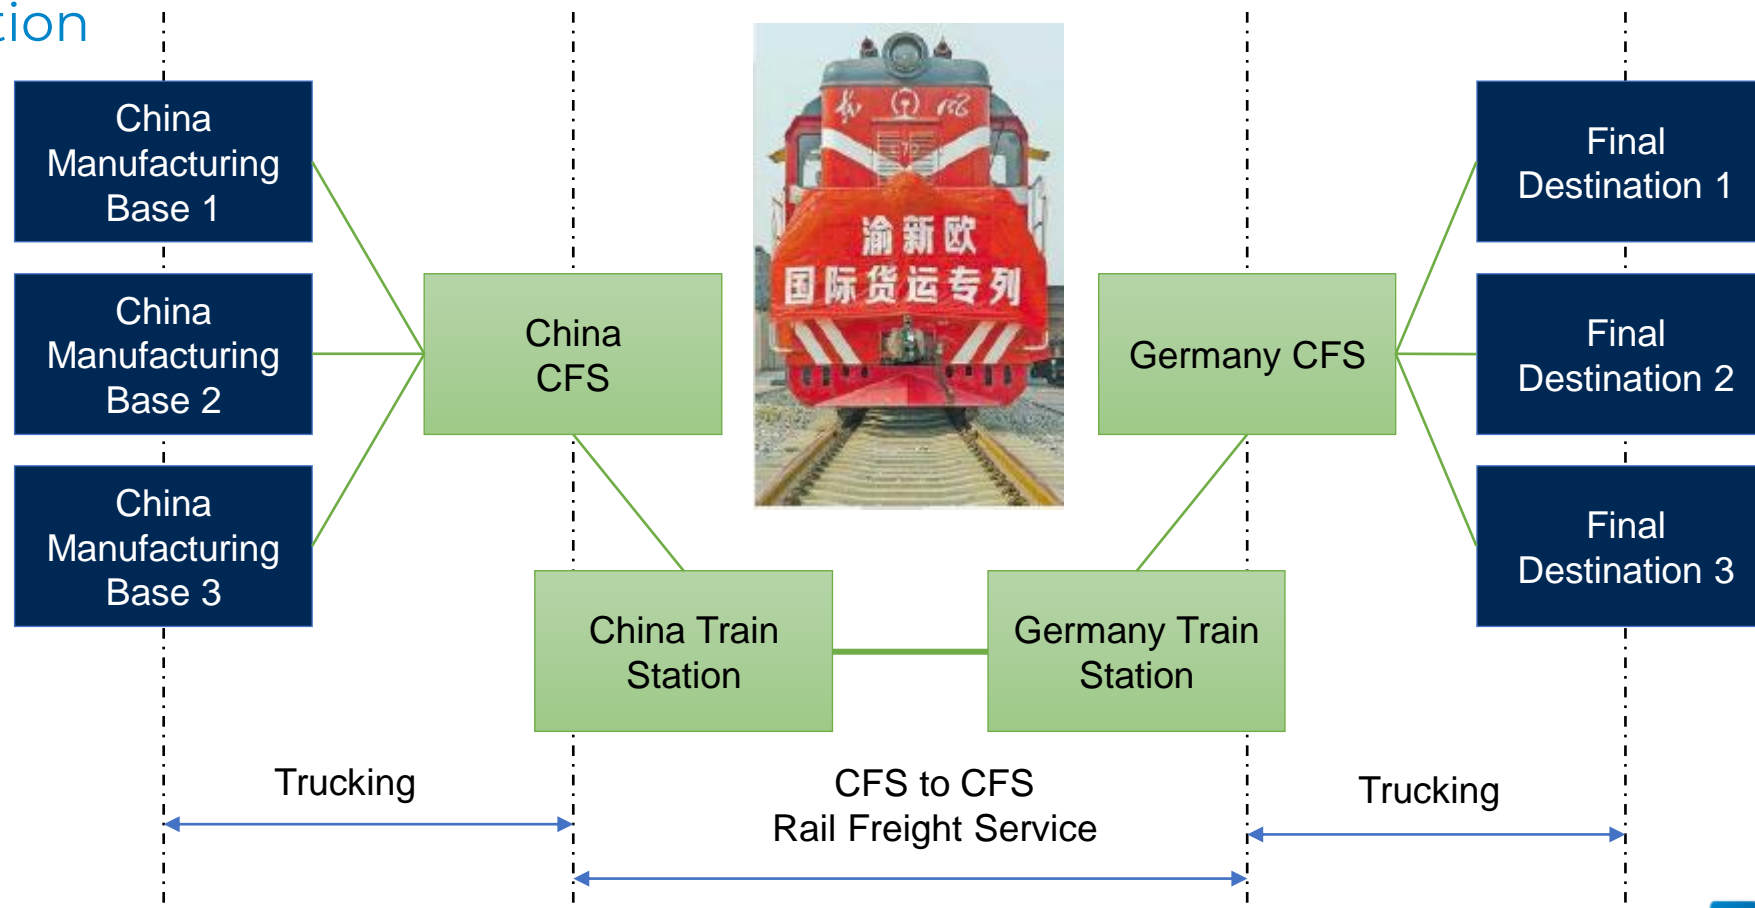 tion
China
Manufacturing
Base 1
China
Manufacturing
Base 2
China
Manufacturing
Base 3
China
CFS
渝新欧
国际货运专列
Germany CFS
Final
Destination 1
Final
Destination 2
Final
Destination 3
China Train
Station
Germany Train
Station
Trucking
CFS to CFS
Rail Freight Service
Trucking